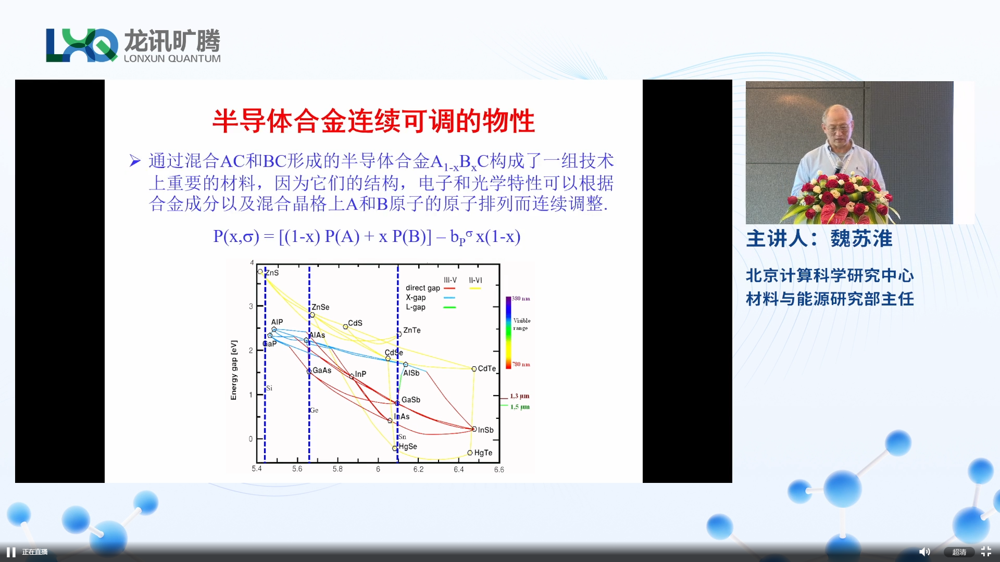 龙讯旷腾
LONXUN QUANTUM
半导体合金连续可调的物性
➢ 通过混合AC和BC形成的半导体合金A1-xBxC构成了一组技术
上重要的材料，因为它们的结构，电子和光学特性可以根据
合金成分以及混合晶格上A和B原子的原子排列而连续调整.
P(x,σ) = [(1-x) P(A) + x P(B)] – bPσ x(1-x)
Energy gap [eV]
4
3
2
1
0
5.4 5.6 5.8 6 6.2 6.4 6.6
III-V II-VI
direct gap
X-gap
L-gap
ZnS
ZnSe
CdS
ZnTe
AlP
AlAs
GaP
CdSe
AlSb
CdTe
GaAs
InP
Si
GaSb
Ge
InAs
InSb
Sn
HgSe
HgTe
380 nm
Visible
range
780 nm
1,3 μm
1,5 μm
主讲人：魏苏淮
北京计算科学研究中心
材料与能源研究部主任
正在直播
超清